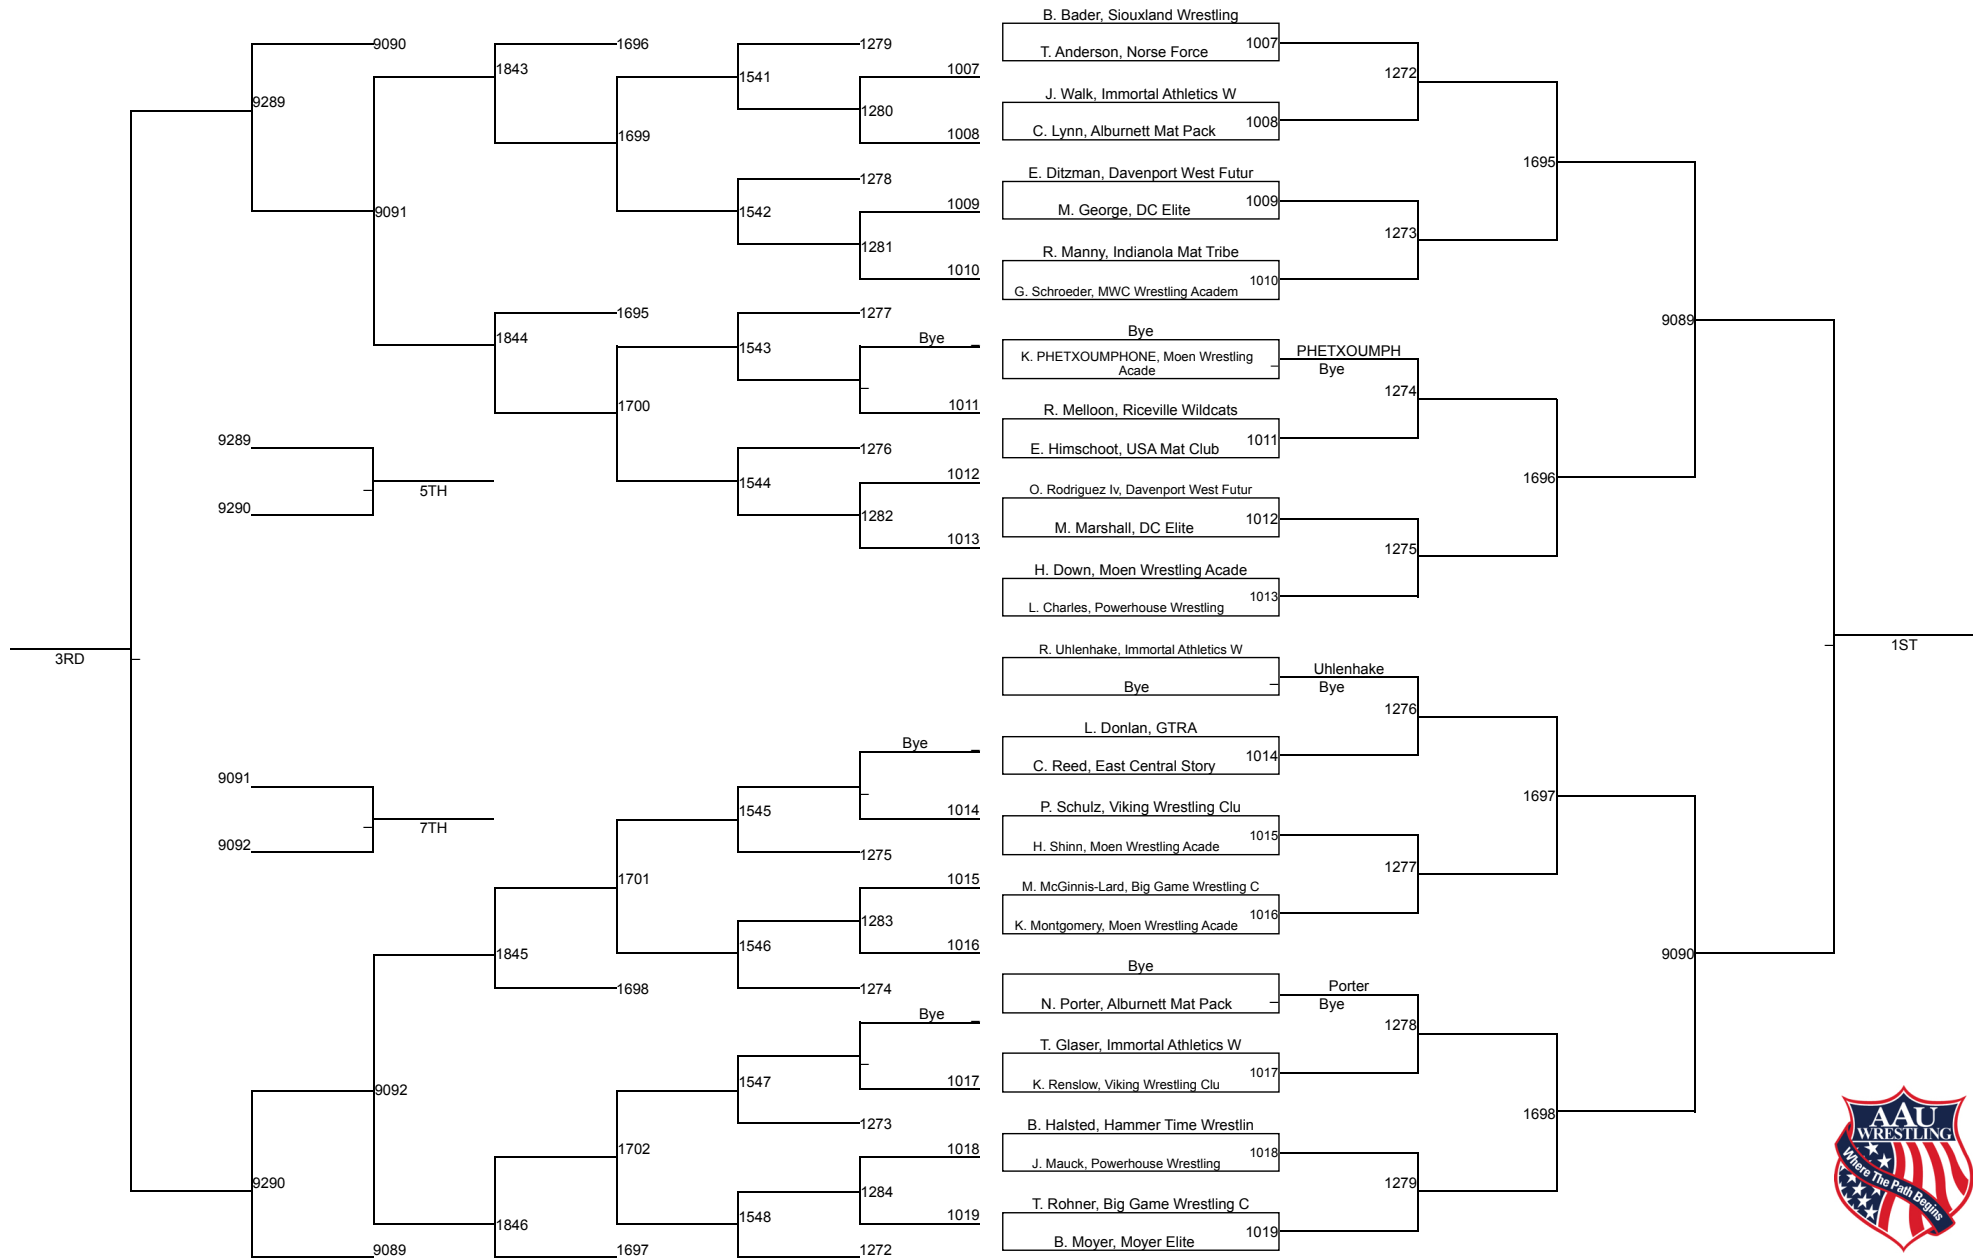 B. Bader, Siouxland Wrestling
9090
1696
1279
T. Anderson, Norse Force
1007
1843
1007
1272
1541
9289
J. Walk, Immortal Athletics W
1280
1008
C. Lynn, Alburnett Mat Pack
1699
1008
1695
E. Ditzman, Davenport West Futur
1278
1009
1009
9091
1542
M. George, DC Elite
1273
1281
R. Manny, Indianola Mat Tribe
1010
1010
G. Schroeder, MWC Wrestling Academ
1695
1277
9089
Bye
1844
Bye
1543
K. PHETXOUMPHONE, Moen Wrestling
Acade
PHETXOUMPH
Bye
1274
1700
1011
R. Melloon, Riceville Wildcats
9289
1011
1276
E. Himschoot, USA Mat Club
1012
1696
1544
5TH
O. Rodriguez Iv, Davenport West Futur
9290
1282
1012
M. Marshall, DC Elite
1013
1275
H. Down, Moen Wrestling Acade
1013
L. Charles, Powerhouse Wrestling
3RD
R. Uhlenhake, Immortal Athletics W
1ST
Uhlenhake
Bye
Bye
1276
L. Donlan, GTRA
Bye
1014
C. Reed, East Central Story
9091
1697
P. Schulz, Viking Wrestling Clu
1545
1014
7TH
1015
9092
H. Shinn, Moen Wrestling Acade
1275
1277
1701
1015
M. McGinnis-Lard, Big Game Wrestling C
1283
1016
K. Montgomery, Moen Wrestling Acade
1546
1016
1845
9090
Bye
1698
1274
Porter
N. Porter, Alburnett Mat Pack
Bye
Bye
1278
T. Glaser, Immortal Athletics W
1017
1547
1017
K. Renslow, Viking Wrestling Clu
9092
1273
1698
B. Halsted, Hammer Time Wrestlin
1702
1018
1018
J. Mauck, Powerhouse Wrestling
9290
1284
1279
T. Rohner, Big Game Wrestling C
1548
1019
1846
1019
B. Moyer, Moyer Elite
9089
1697
1272
AAU
WRESTLING
Where The Path Begins